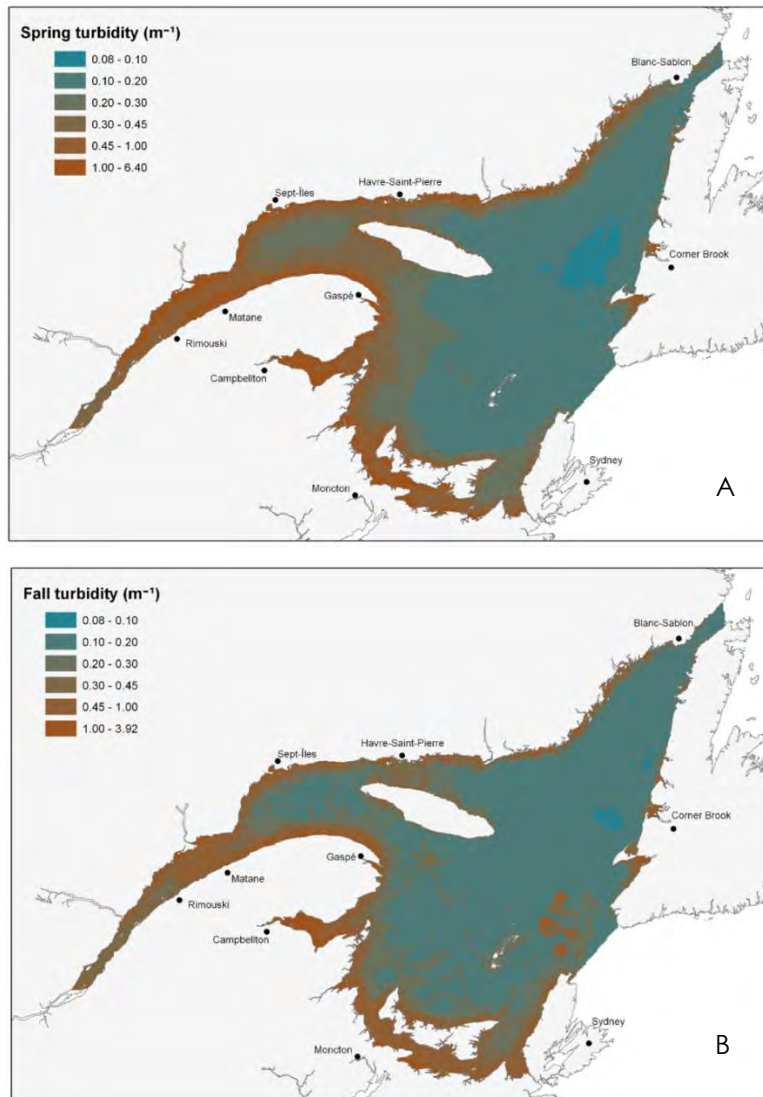 Spring turbidity (m⁻¹)
0.08 - 0.10
0.10 - 0.20
0.20 - 0.30
0.30 - 0.45
0.45 - 1.00
1.00 - 6.40
Blanc-Sablon
Sept-Îles
Havre-Saint-Pierre
Corner Brook
Gaspé
Matane
Rimouski
Campbellton
Sydney
Moncton
A
Fall turbidity (m⁻¹)
0.08 - 0.10
0.10 - 0.20
0.20 - 0.30
0.30 - 0.45
0.45 - 1.00
1.00 - 3.92
Blanc-Sablon
Sept-Îles
Havre-Saint-Pierre
Corner Brook
Gaspé
Matane
Rimouski
Campbellton
Sydney
Moncton
B